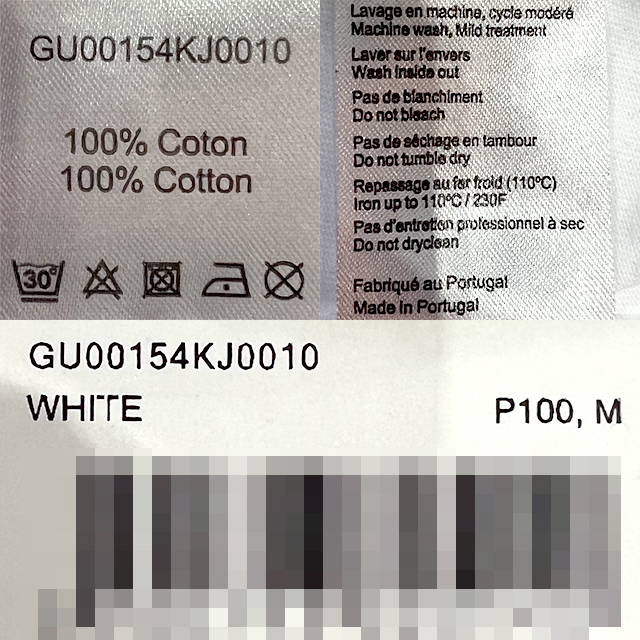 GU00154KJ0010
100% Coton
100% Cotton
30°
Lavage en machine, cycle modéré
Machine wash, Mild treatment
Laver sur l'envers
Wash inside out
Pas de blanchiment
Do not bleach
Pas de séchage en tambour
Do not tumble dry
Repassage au fer froid (110ºC)
Iron up to 110ºC / 230F
Pas d'entretien professionnel à sec
Do not dryclean
Fabriqué au Portugal
Made in Portugal
GU00154KJ0010
WHITE
P100, M